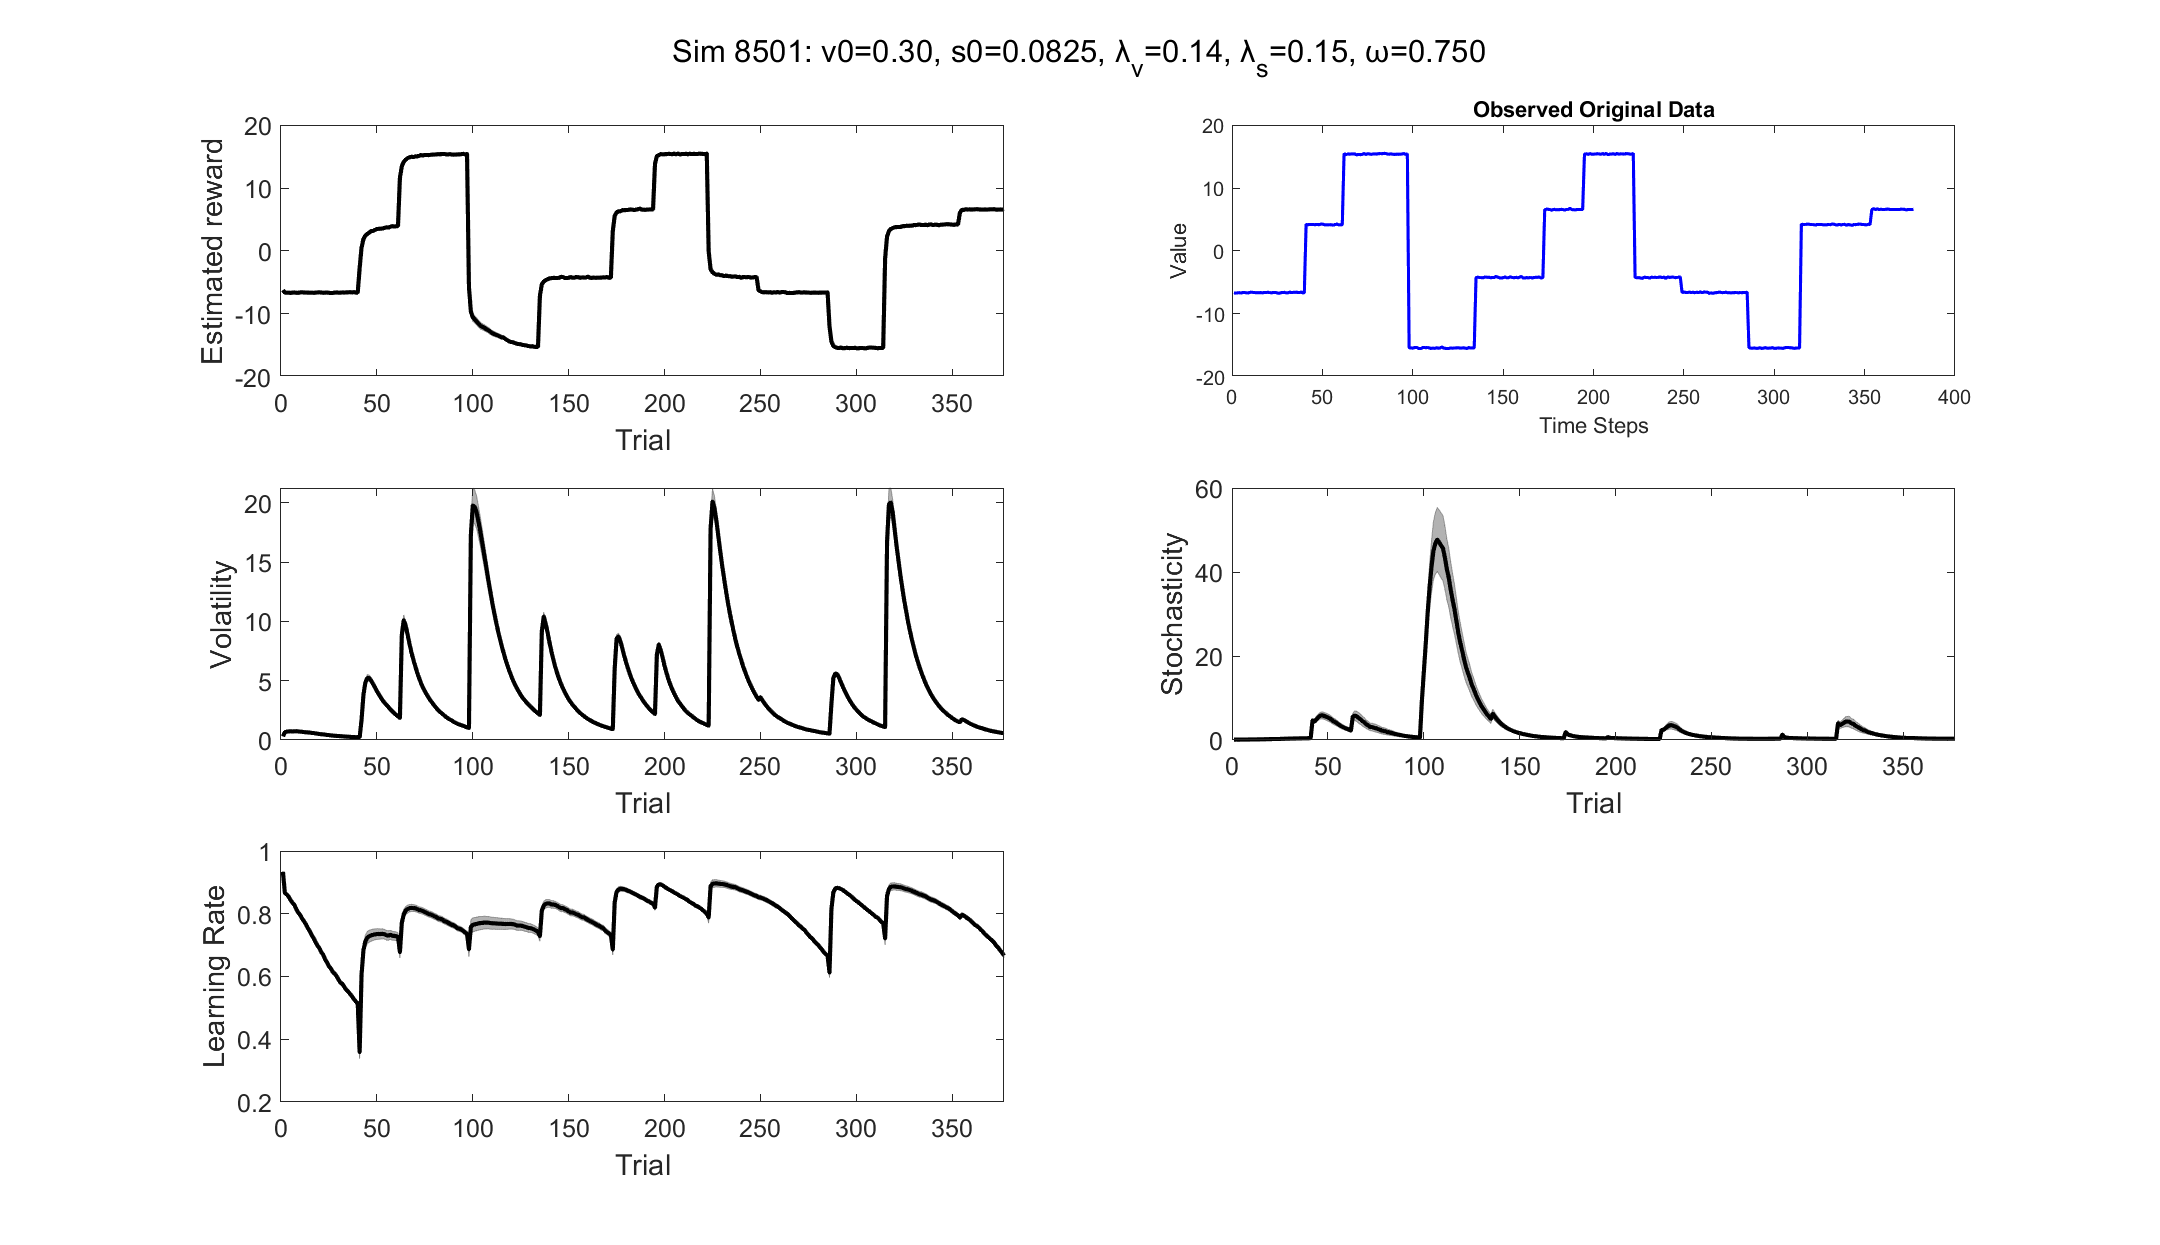 Sim 8501: v0=0.30, s0=0.0825, λ_v=0.14, λ_s=0.15, ω=0.750
Estimated reward
20
10
0
-10
-20
0 50 100 150 200 250 300 350
Trial
Observed Original Data
Value
20
10
0
-10
-20
0 50 100 150 200 250 300 350 400
Time Steps
Volatility
20
15
10
5
0
0 50 100 150 200 250 300 350
Trial
Stochasticity
60
40
20
0
0 50 100 150 200 250 300 350
Trial
Learning Rate
1
0.8
0.6
0.4
0.2
0 50 100 150 200 250 300 350
Trial